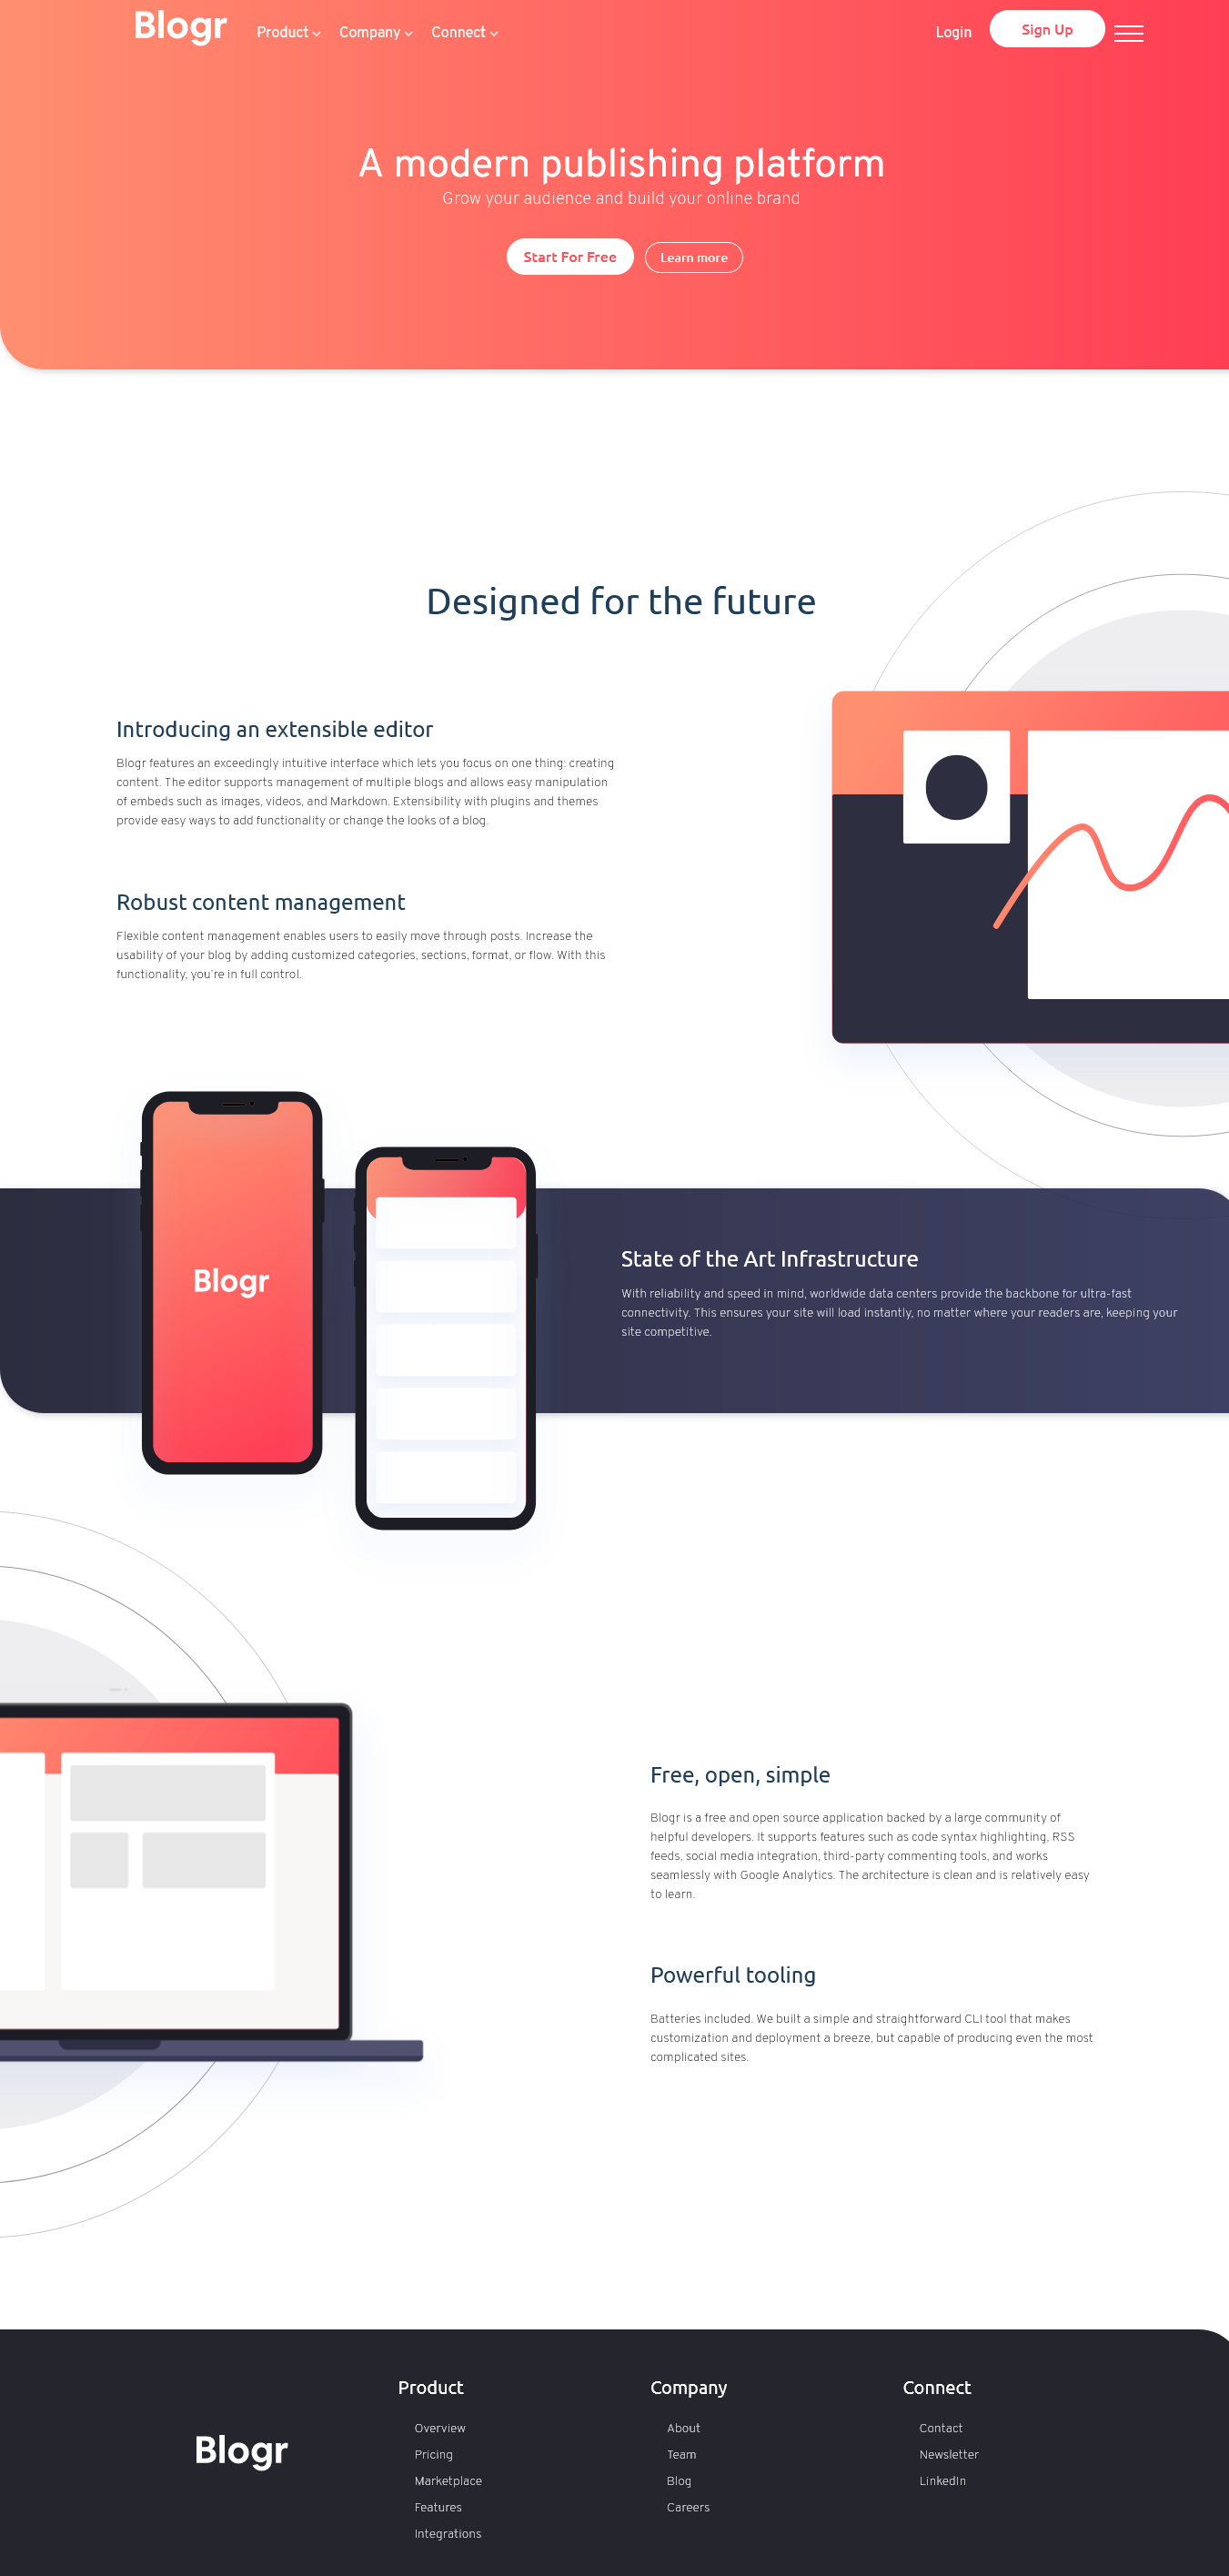 Blogr Product Company Connect Login Sign Up
A modern publishing platform
Grow your audience and build your online brand
Start For Free Learn more
Designed for the future
Introducing an extensible editor
Blogr features an exceedingly intuitive interface which lets you focus on one thing: creating
content. The editor supports management of multiple blogs and allows easy manipulation
of embeds such as images, videos, and Markdown. Extensibility with plugins and themes
provide easy ways to add functionality or change the looks of a blog.
Robust content management
Flexible content management enables users to easily move through posts. Increase the
usability of your blog by adding customized categories, sections, format, or flow. With this
functionality, you're in full control.
Blogr
State of the Art Infrastructure
With reliability and speed in mind, worldwide data centers provide the backbone for ultra-fast
connectivity. This ensures your site will load instantly, no matter where your readers are, keeping your
site competitive.
Free, open, simple
Blogr is a free and open source application backed by a large community of
helpful developers. It supports features such as code syntax highlighting, RSS
feeds, social media integration, third-party commenting tools, and works
seamlessly with Google Analytics. The architecture is clean and is relatively easy
to learn.
Powerful tooling
Batteries included. We built a simple and straightforward CLI tool that makes
customization and deployment a breeze, but capable of producing even the most
complicated sites.
Blogr
Product
Overview
Pricing
Marketplace
Features
Integrations
Company
About
Team
Blog
Careers
Connect
Contact
Newsletter
LinkedIn